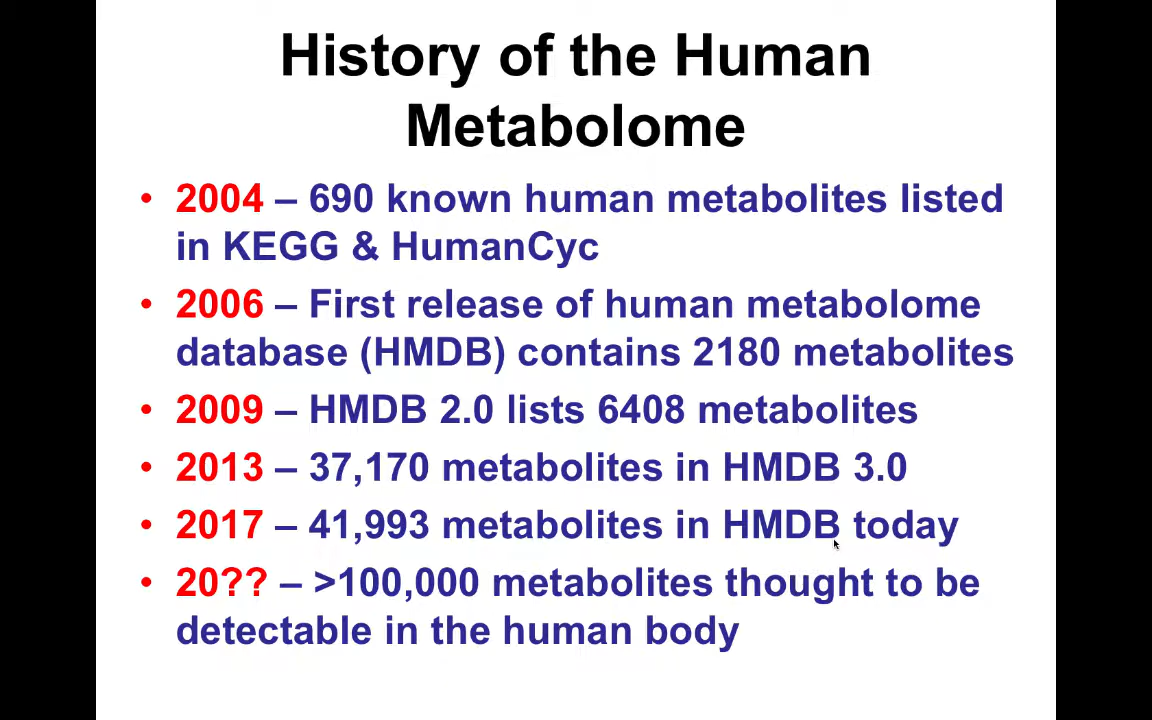 History of the Human
Metabolome
• 2004 – 690 known human metabolites listed
in KEGG & HumanCyc
• 2006 – First release of human metabolome
database (HMDB) contains 2180 metabolites
• 2009 – HMDB 2.0 lists 6408 metabolites
• 2013 – 37,170 metabolites in HMDB 3.0
• 2017 – 41,993 metabolites in HMDB today
• 20?? – >100,000 metabolites thought to be
detectable in the human body